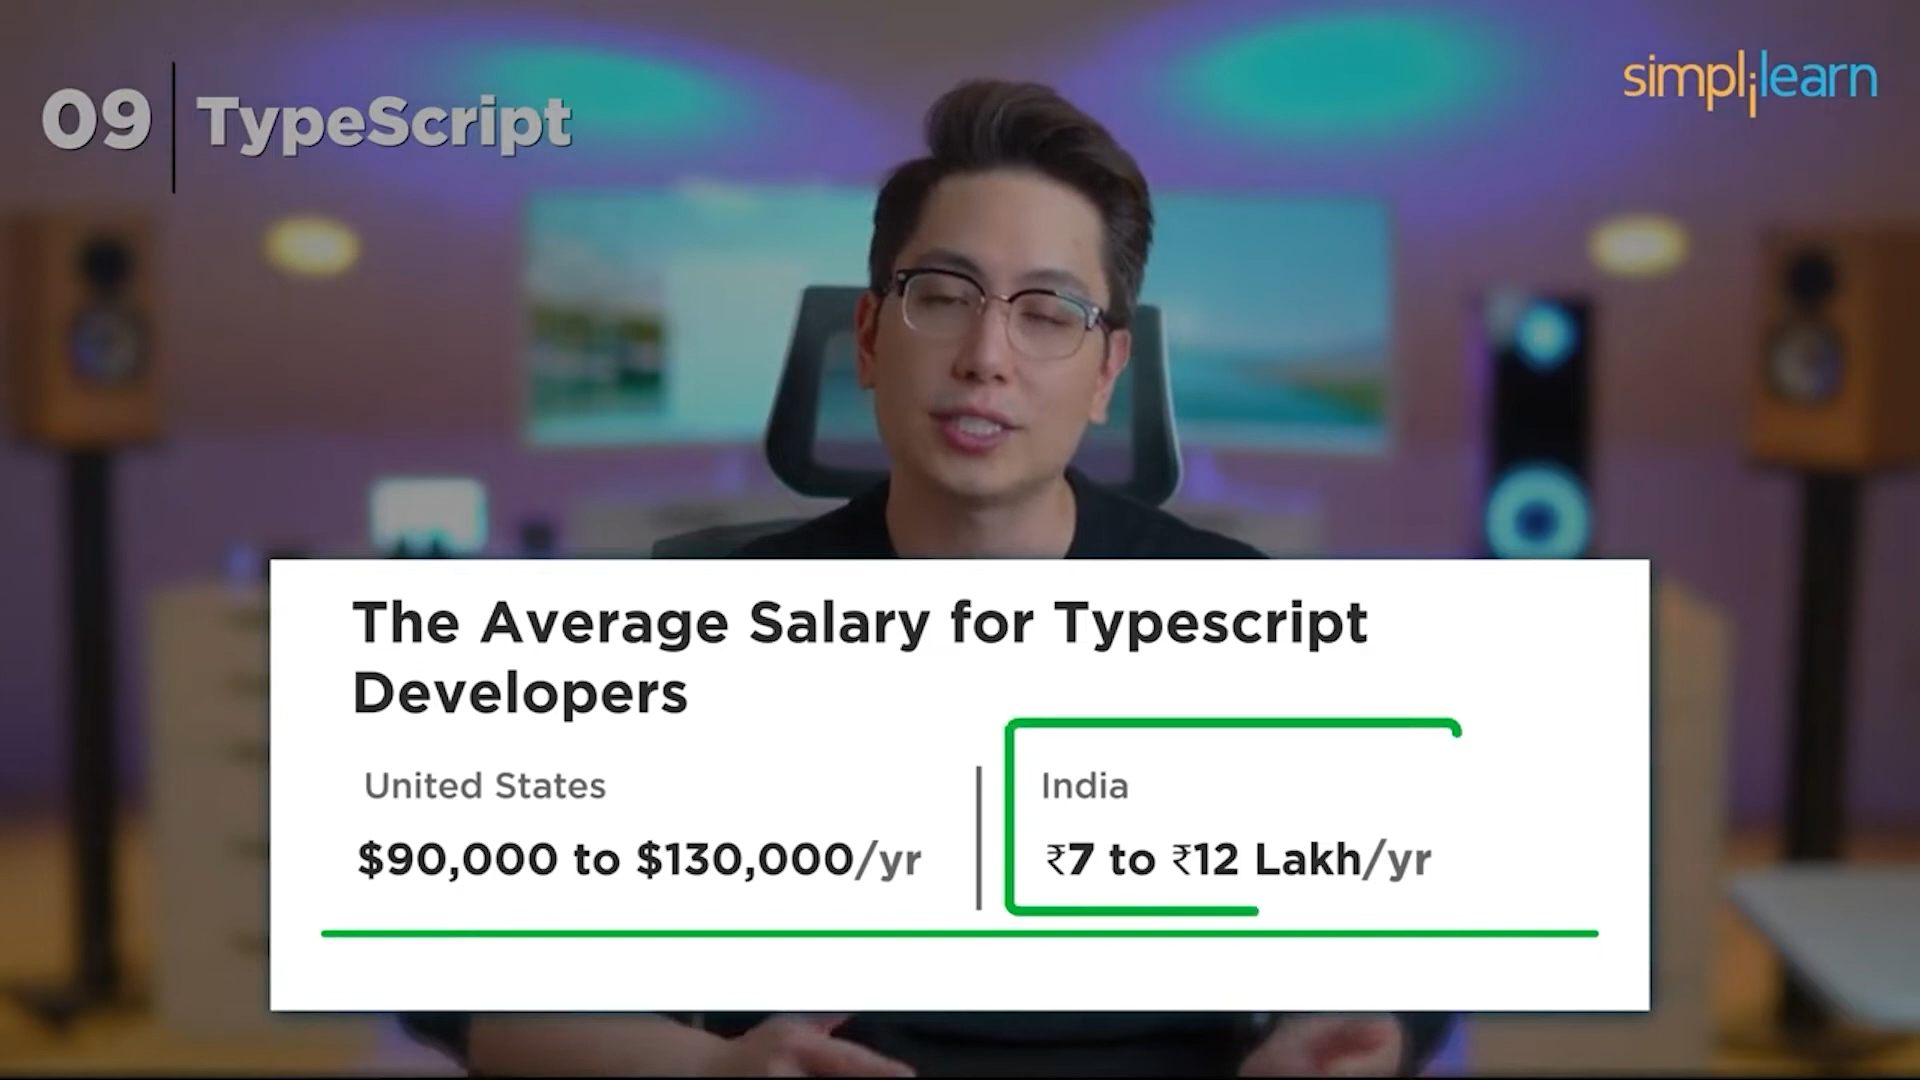 09 TypeScript
simplilearn
The Average Salary for Typescript
Developers
United States
India
$90,000 to $130,000/yr
₹7 to ₹12 Lakh/yr